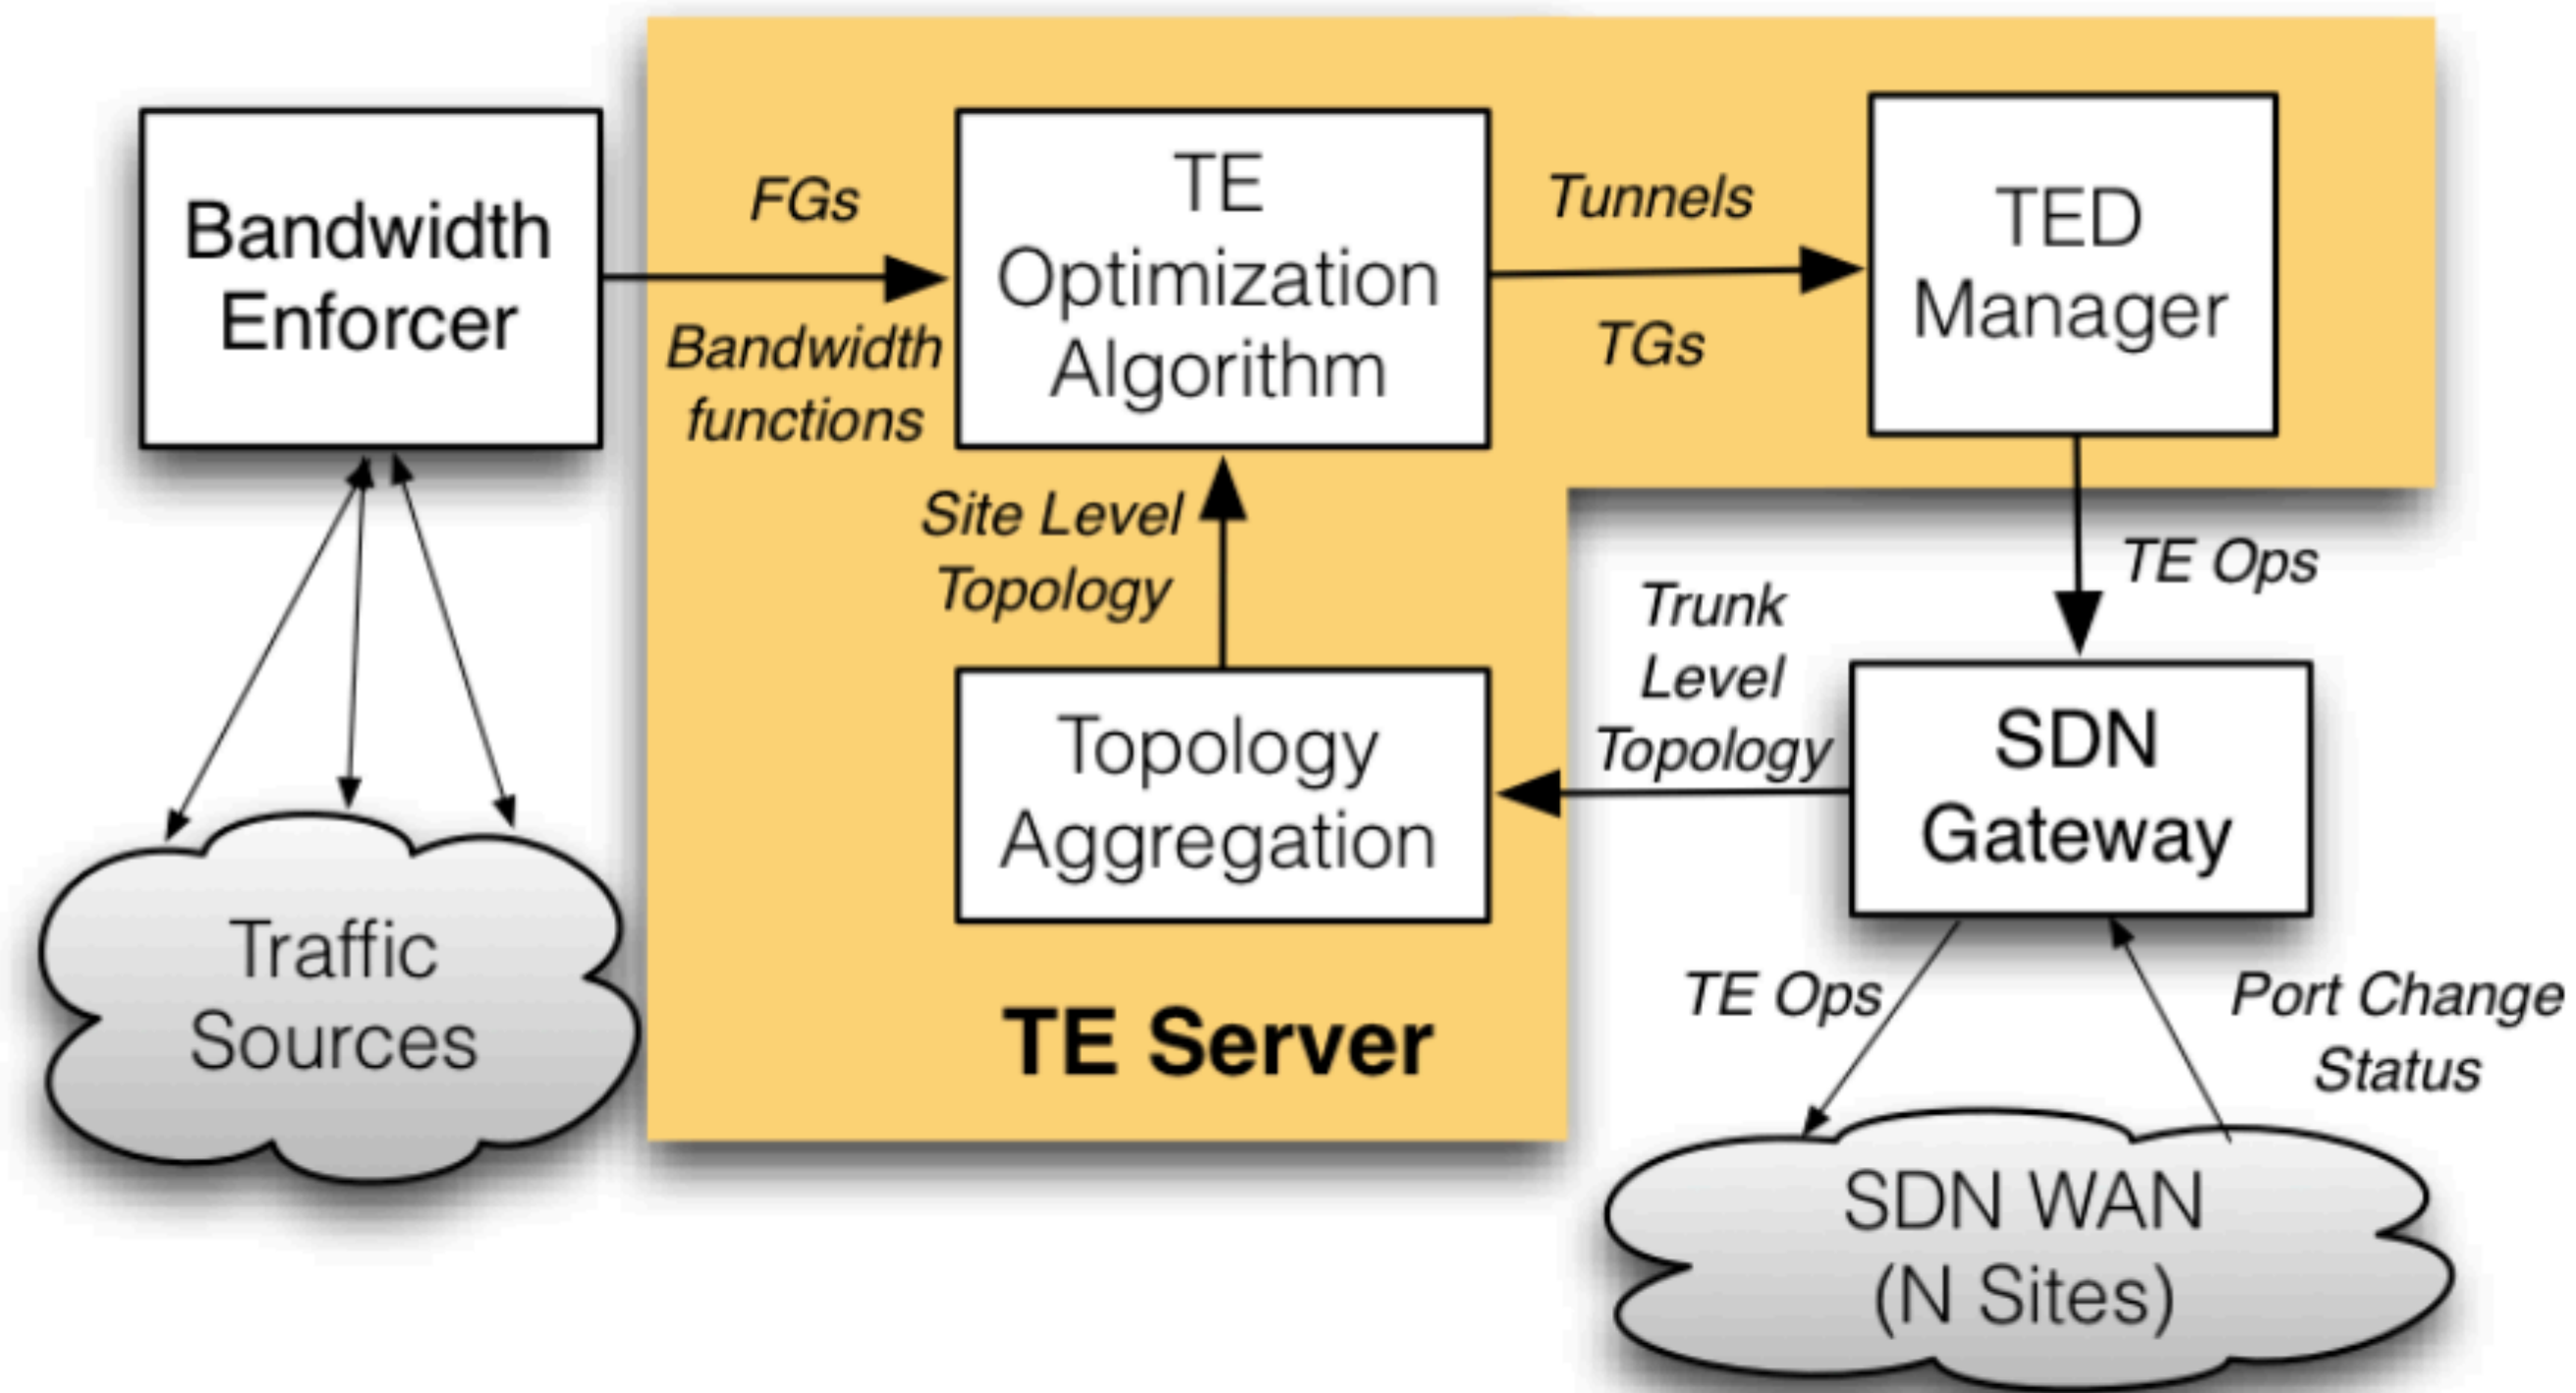 Bandwidth
Enforcer
FGs
Bandwidth
functions
TE
Optimization
Algorithm
Tunnels
TGs
TED
Manager
Site Level
Topology
TE Ops
Trunk
Level
Topology
Topology
Aggregation
SDN
Gateway
Traffic
Sources
TE Server
TE Ops
Port Change
Status
SDN WAN
(N Sites)